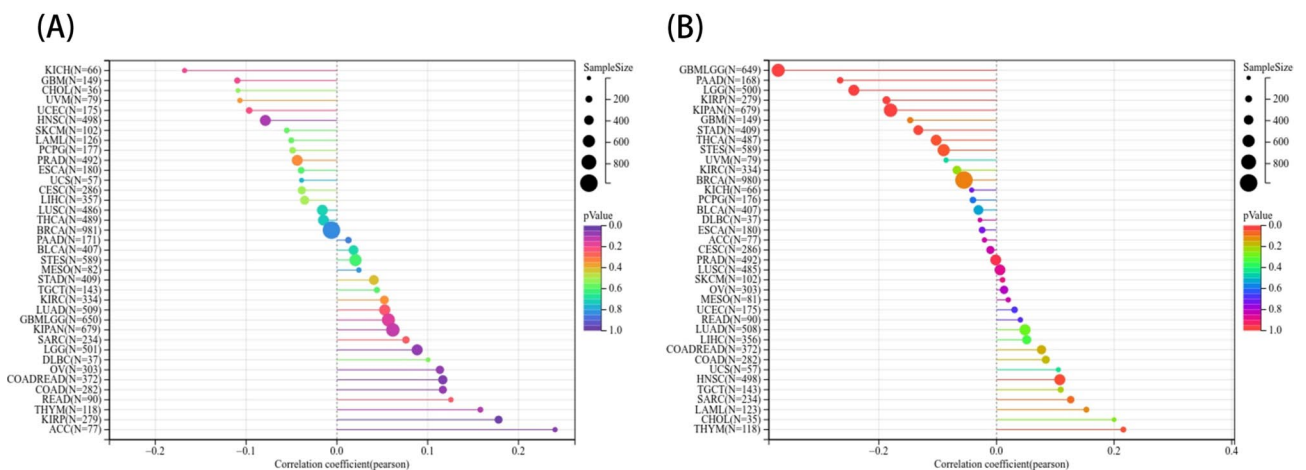 (A)
KICH(N=66)
GBM(N=149)
CHOL(N=36)
UVM(N=79)
UCEC(N=175)
HNSC(N=498)
SKCM(N=102)
LAML(N=126)
PCPG(N=177)
PRAD(N=492)
ESCA(N=180)
UCS(N=57)
CESC(N=286)
LIHC(N=357)
LUSC(N=486)
THCA(N=489)
BRCA(N=981)
PAAD(N=171)
BLCA(N=407)
STES(N=589)
MESO(N=82)
STAD(N=409)
TGCT(N=143)
KIRC(N=334)
LUAD(N=509)
GBMLGG(N=650)
KIPAN(N=679)
SARC(N=234)
LGG(N=501)
DLBC(N=37)
OV(N=303)
COADREAD(N=372)
COAD(N=282)
READ(N=90)
THYM(N=118)
KIRP(N=279)
ACC(N=77)
−0.2 −0.1 0.0 0.1 0.2
Correlation coefficient(pearson)
SampleSize
200
400
600
800
pValue
0.0
0.2
0.4
0.6
0.8
1.0
(B)
GBMLGG(N=649)
PAAD(N=168)
LGG(N=500)
KIRP(N=279)
KIPAN(N=679)
GBM(N=149)
STAD(N=409)
THCA(N=487)
STES(N=589)
UVM(N=79)
KIRC(N=334)
BRCA(N=980)
KICH(N=66)
PCPG(N=176)
BLCA(N=407)
DLBC(N=37)
ESCA(N=180)
ACC(N=77)
CESC(N=286)
PRAD(N=492)
LUSC(N=485)
SKCM(N=102)
OV(N=303)
MESO(N=81)
UCEC(N=175)
READ(N=90)
LUAD(N=508)
LIHC(N=356)
COADREAD(N=372)
COAD(N=282)
UCS(N=57)
HNSC(N=498)
TGCT(N=143)
SARC(N=234)
LAML(N=123)
CHOL(N=35)
THYM(N=118)
−0.2 0.0 0.2 0.4
Correlation coefficient(pearson)
SampleSize
200
400
600
800
pValue
0.0
0.2
0.4
0.6
0.8
1.0